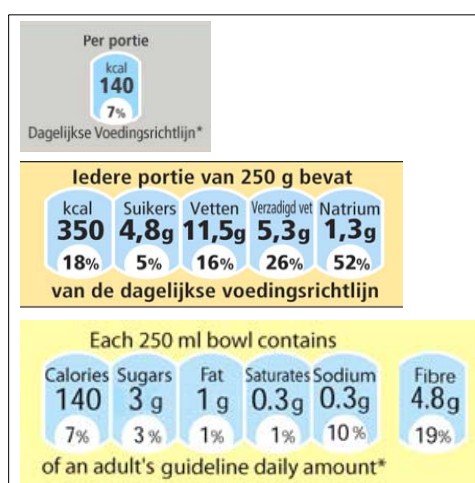 Per portie
kcal
140
7%
Dagelijkse Voedingsrichtlijn*
Iedere portie van 250 g bevat
kcal Suikers Vetten Verzadigd vet Natrium
350 4,8g 11,5g 5,3g 1,3g
18% 5% 16% 26% 52%
van de dagelijkse voedingsrichtlijn
Each 250 ml bowl contains
Calories Sugars Fat Saturates Sodium Fibre
140 3 g 1 g 0.3g 0.3g 4.8g
7% 3% 1% 1% 10% 19%
of an adult's guideline daily amount*